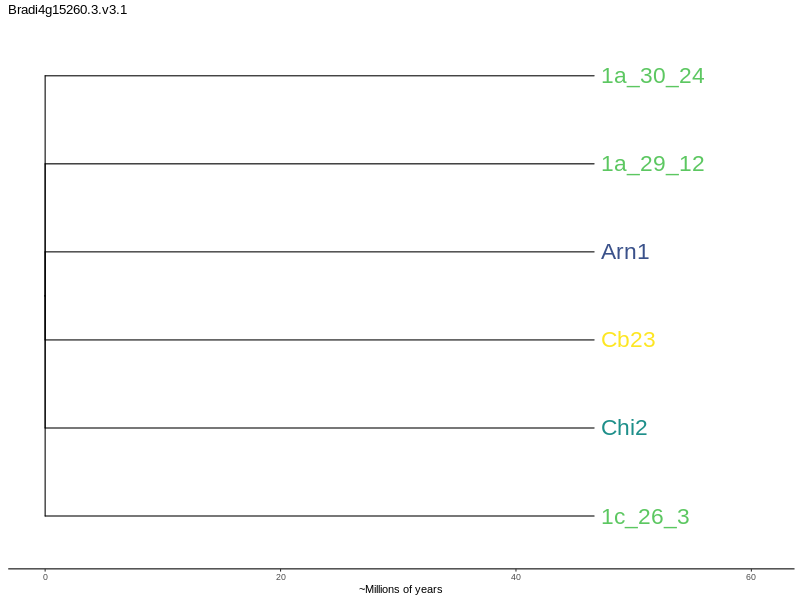 Bradi4g15260.3.v3.1
1a_30_24
1a_29_12
Arn1
Cb23
Chi2
1c_26_3
0 20 40 60
~Millions of years